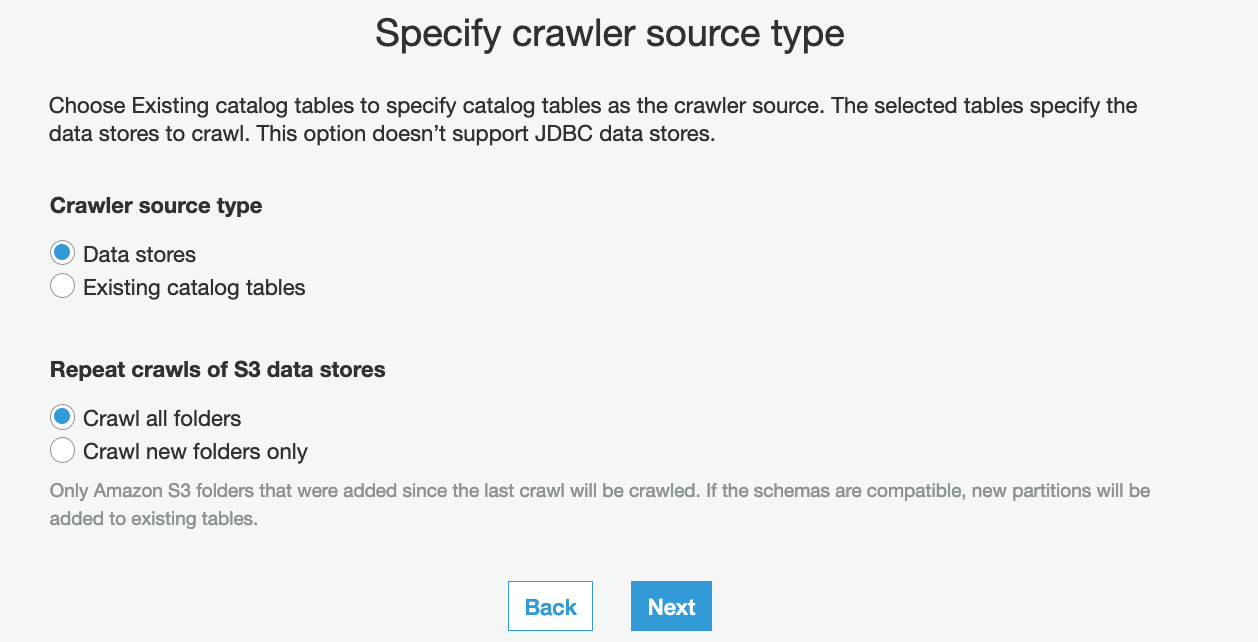 Specify crawler source type
Choose Existing catalog tables to specify catalog tables as the crawler source. The selected tables specify the
data stores to crawl. This option doesn’t support JDBC data stores.
Crawler source type
Data stores
Existing catalog tables
Repeat crawls of S3 data stores
Crawl all folders
Crawl new folders only
Only Amazon S3 folders that were added since the last crawl will be crawled. If the schemas are compatible, new partitions will be
added to existing tables.
Back
Next